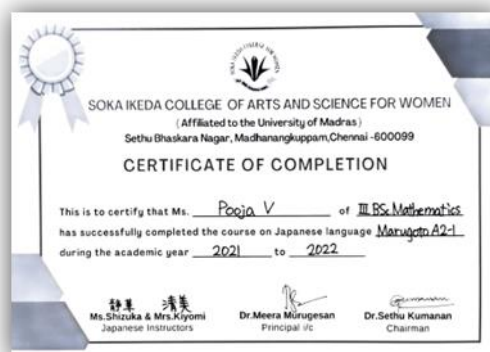 SOKA IKEDA COLLEGE OF ARTS AND SCIENCE FOR WOMEN
(Affiliated to the University of Madras)
Sethu Bhaskara Nagar, Madhanangkuppam,Chennai -600099
CERTIFICATE OF COMPLETION
This is to certify that Ms. Pooja V of III BSc Mathematics
has successfully completed the course on Japanese language Marugoto A2-1
during the academic year 2021 to 2022
清美
Ms.Shizuka & Mrs.Kiyomi Dr.Meera Murugesan Dr.Sethu Kumanan
Japanese Instructors Principal i/c Chairman